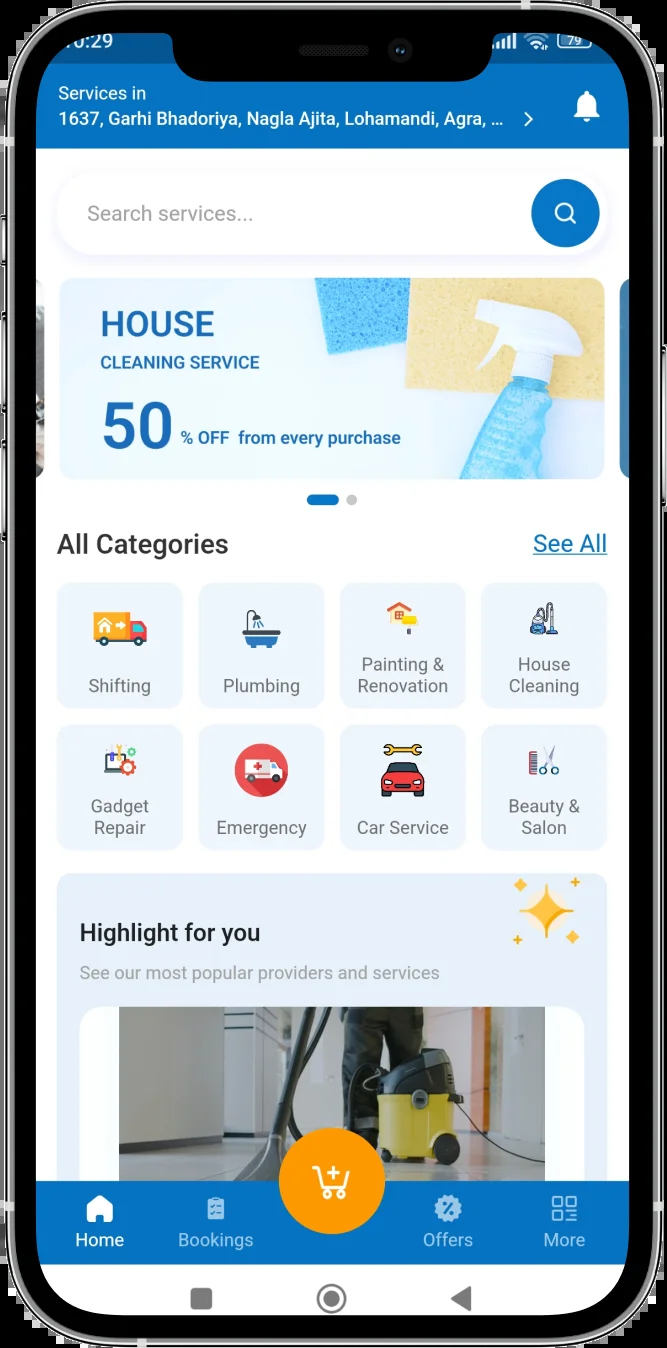 10:29
79
Services in
1637, Garhi Bhadoriya, Nagla Ajita, Lohamandi, Agra, ...
Search services...
HOUSE
CLEANING SERVICE
50 % OFF from every purchase
All Categories
See All
Shifting
Plumbing
Painting &
Renovation
House
Cleaning
Gadget
Repair
Emergency
Car Service
Beauty &
Salon
Highlight for you
See our most popular providers and services
Home
Bookings
Offers
More